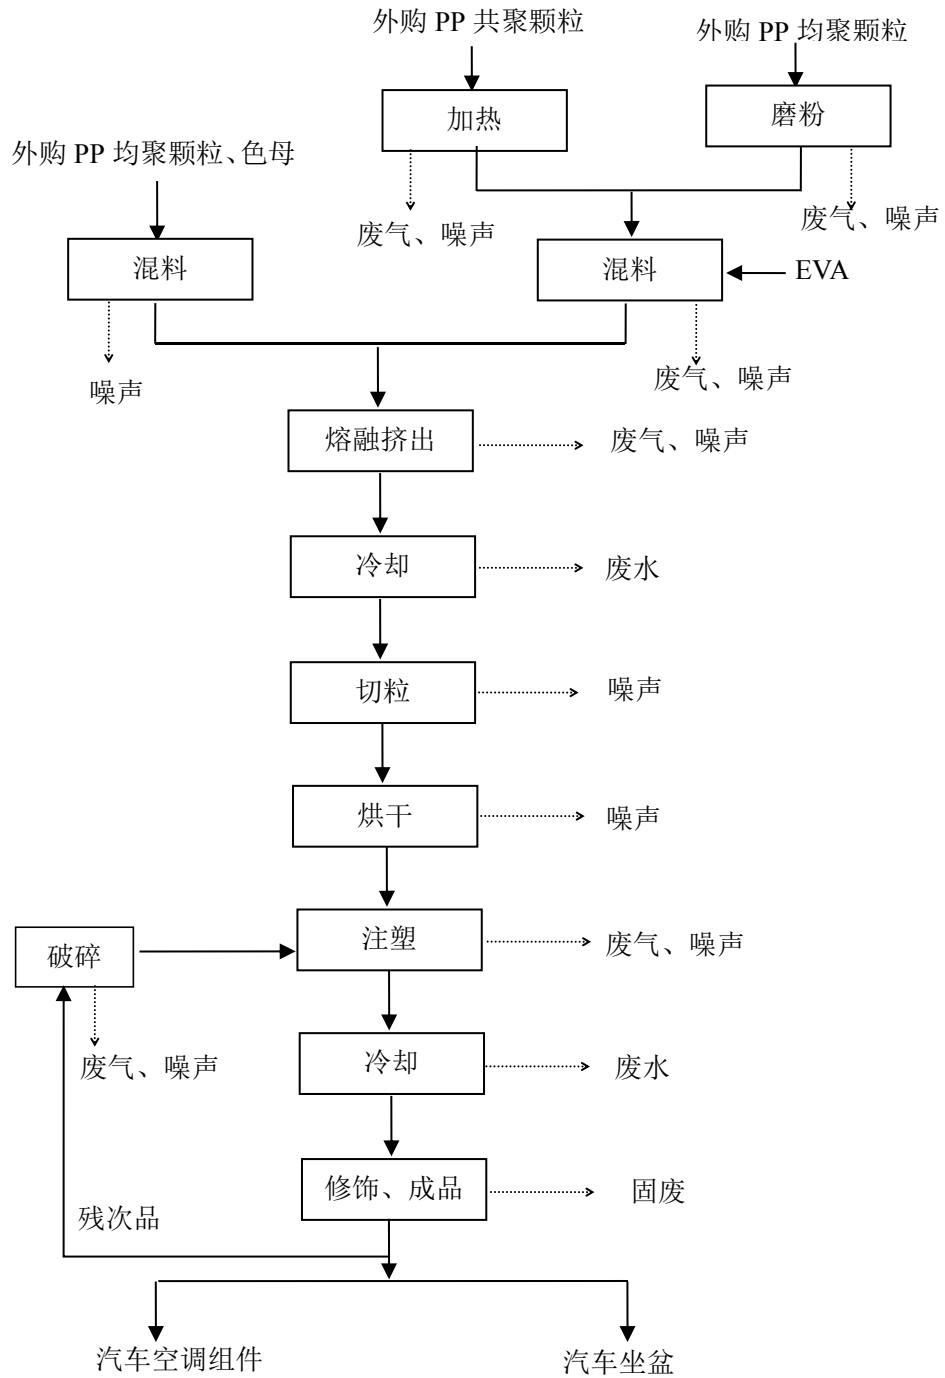 外购 PP 共聚颗粒
外购 PP 均聚颗粒
加热
磨粉
外购 PP 均聚颗粒、色母
废气、噪声
废气、噪声
混料
混料
EVA
噪声
废气、噪声
熔融挤出
废气、噪声
冷却
废水
切粒
噪声
烘干
噪声
注塑
废气、噪声
破碎
废气、噪声
冷却
废水
修饰、成品
固废
残次品
汽车空调组件
汽车坐盆